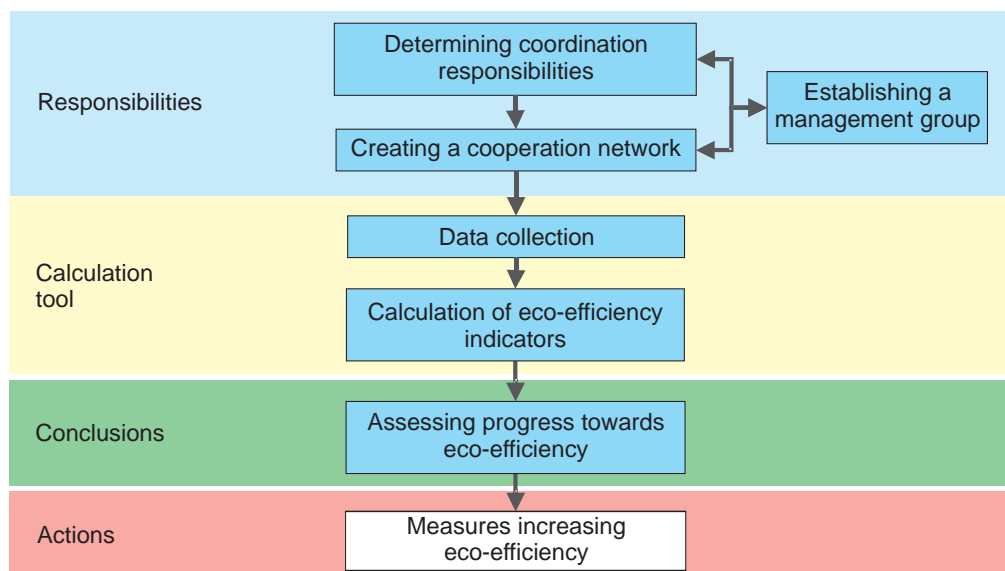 Determining coordination
responsibilities
Responsibilities
Establishing a
management group
Creating a cooperation network
Data collection
Calculation
tool
Calculation of eco-efficiency
indicators
Conclusions
Assessing progress towards
eco-efficiency
Actions
Measures increasing
eco-efficiency